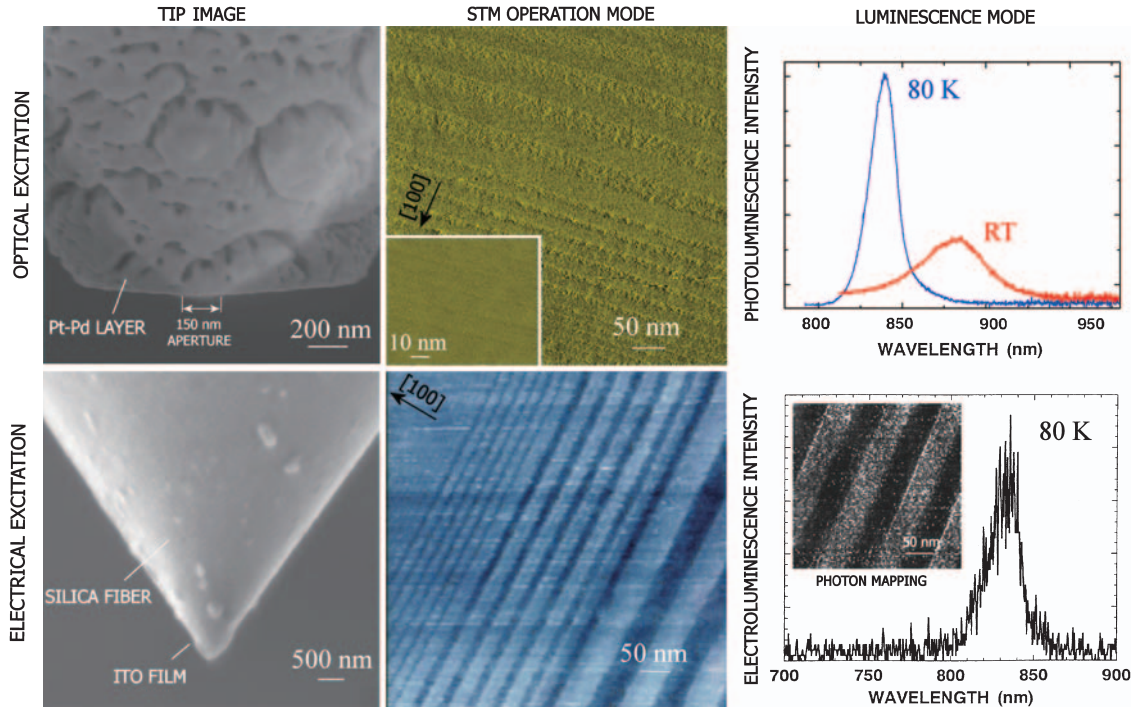 TIP IMAGE
STM OPERATION MODE
LUMINESCENCE MODE
OPTICAL EXCITATION
Pt-Pd LAYER
150 nm
APERTURE
200 nm
[100]
10 nm
50 nm
PHOTOLUMINESCENCE INTENSITY
80 K
RT
800 850 900 950
WAVELENGTH (nm)
ELECTRICAL EXCITATION
SILICA FIBER
ITO FILM
500 nm
[100]
50 nm
ELECTROLUMINESCENCE INTENSITY
80 K
50 nm
PHOTON MAPPING
700 750 800 850 900
WAVELENGTH (nm)